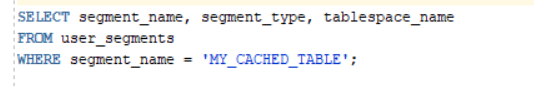 SELECT segment_name, segment_type, tablespace_name
FROM user_segments
WHERE segment_name = 'MY_CACHED_TABLE';